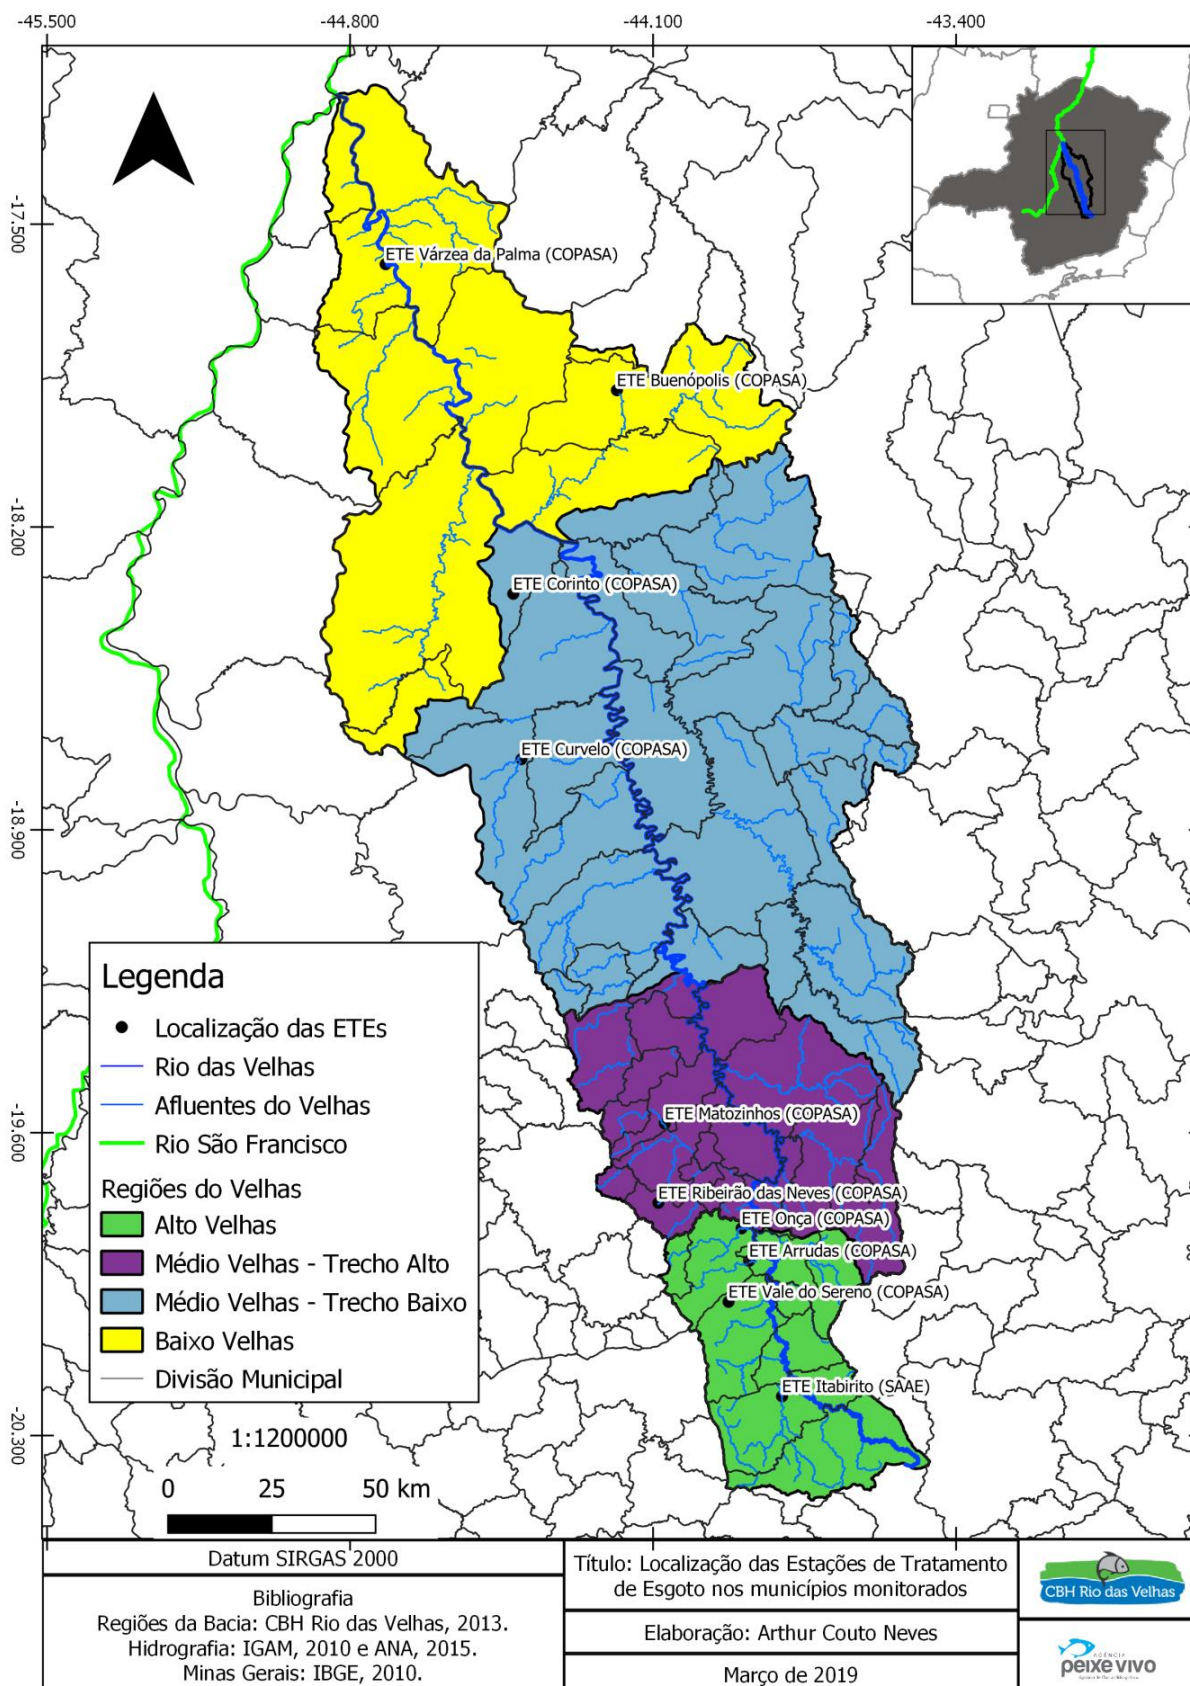 -45.500
-44.800
-44.100
-43.400
-17.500
-18.200
-18.900
-19.600
-20.300
ETE Várzea da Palma (COPASA)
ETE Buenópolis (COPASA)
ETE Corinto (COPASA)
ETE Curvelo (COPASA)
ETE Matozinhos (COPASA)
ETE Ribeirão das Neves (COPASA)
ETE Onça (COPASA)
ETE Arrudas (COPASA)
ETE Vale do Sereno (COPASA)
ETE Itabirito (SAAE)
Legenda
Localização das ETEs
Rio das Velhas
Afluentes do Velhas
Rio São Francisco
Regiões do Velhas
Alto Velhas
Médio Velhas - Trecho Alto
Médio Velhas - Trecho Baixo
Baixo Velhas
Divisão Municipal
1:1200000
0 25 50 km
Datum SIRGAS 2000
Bibliografia
Regiões da Bacia: CBH Rio das Velhas, 2013.
Hidrografia: IGAM, 2010 e ANA, 2015.
Minas Gerais: IBGE, 2010.
Título: Localização das Estações de Tratamento
de Esgoto nos municípios monitorados
Elaboração: Arthur Couto Neves
Março de 2019
CBH Rio das Velhas
AGÊNCIA
peixe vivo